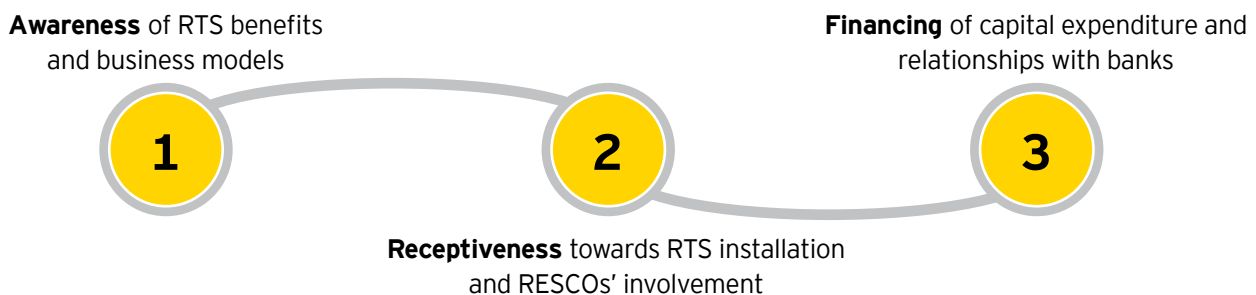 Awareness of RTS benefits
and business models
1
2
Receptiveness towards RTS installation
and RESCOs' involvement
Financing of capital expenditure and
relationships with banks
3